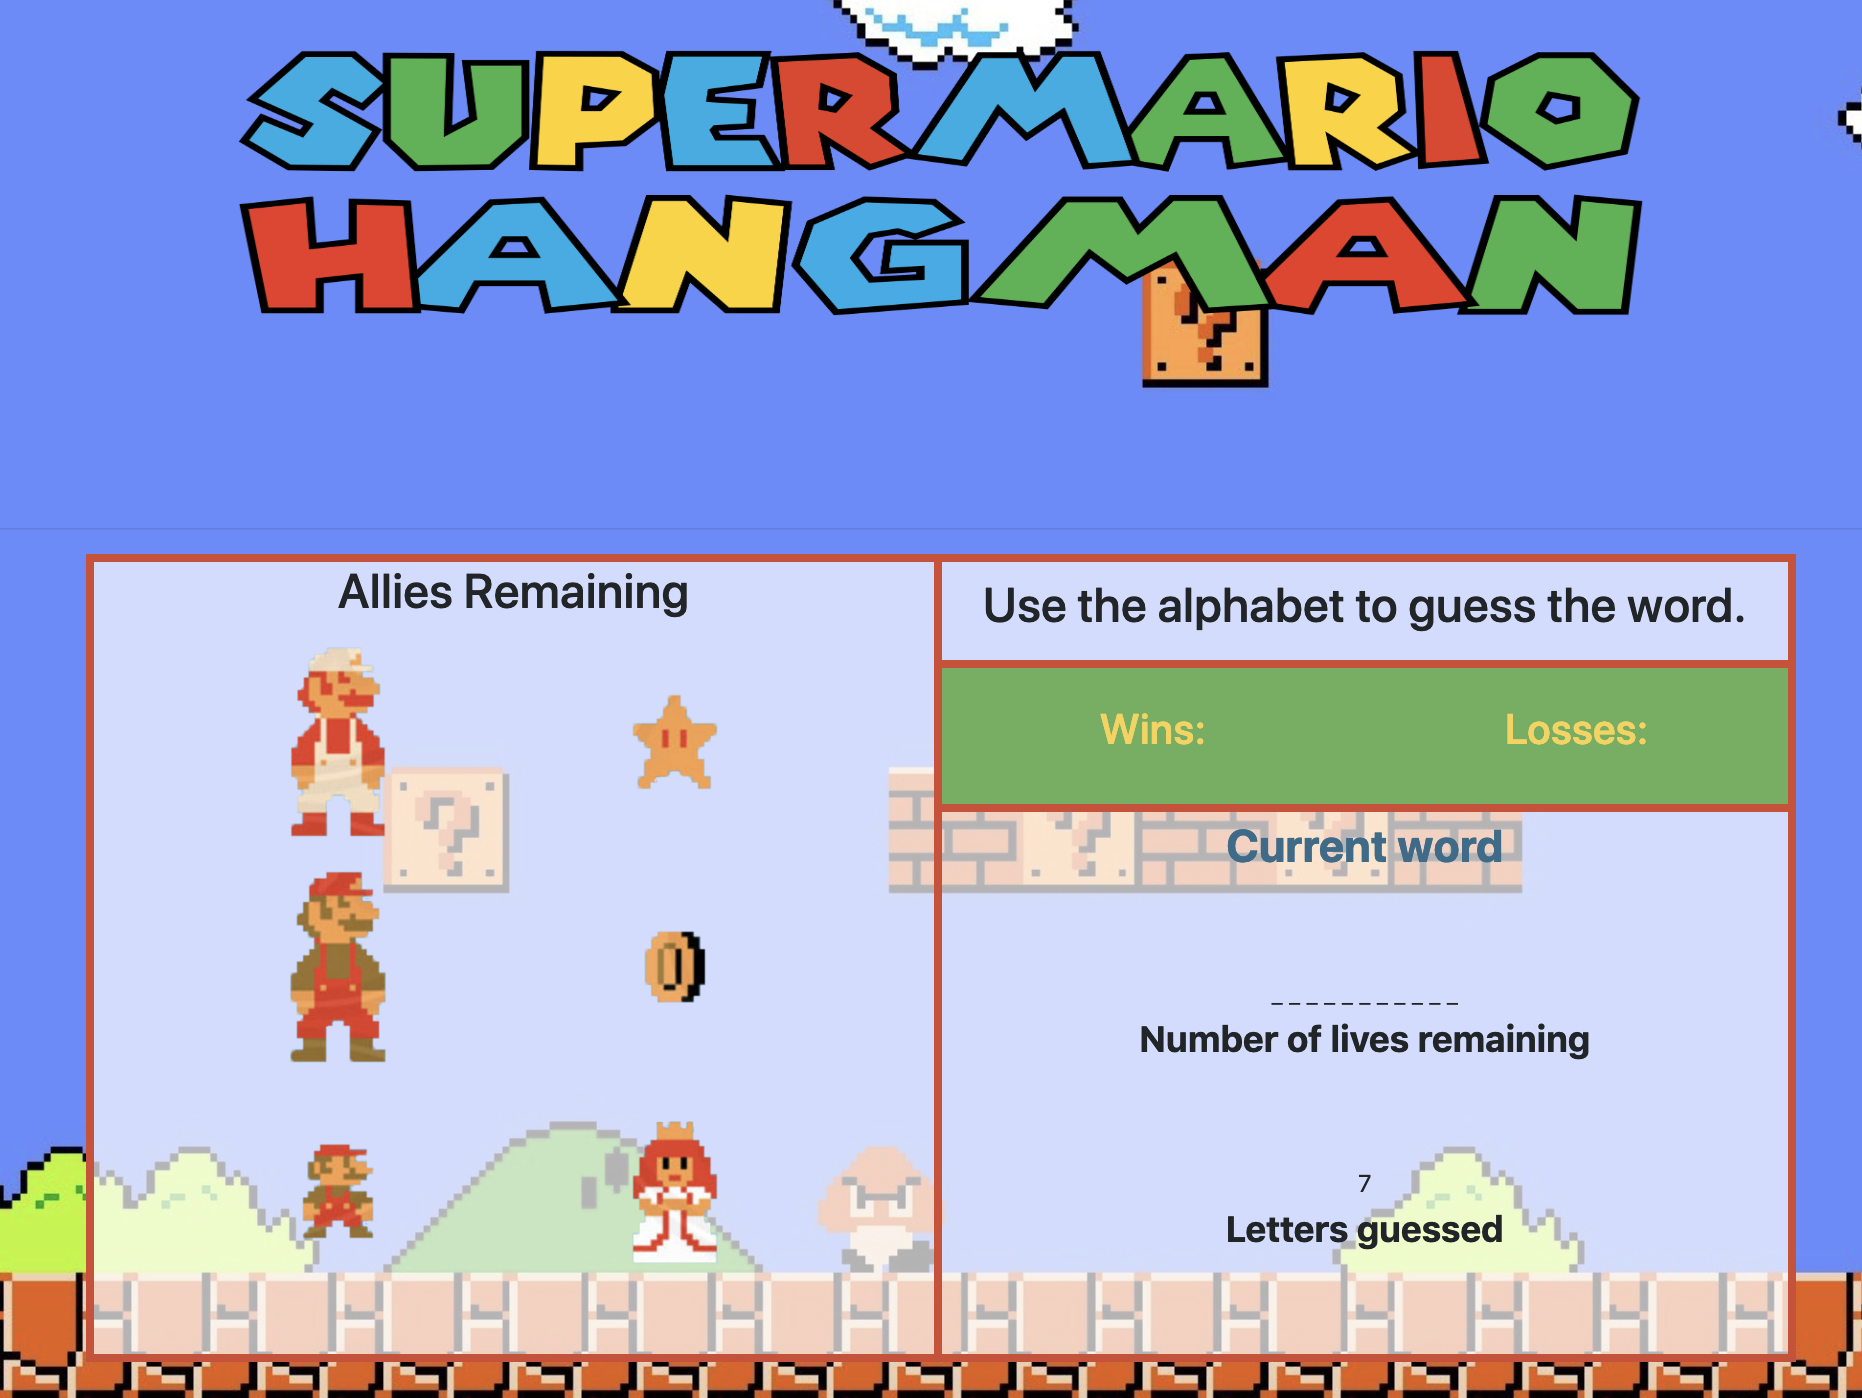 SUPER MARIO
HANGMAN
?
Allies Remaining
?
Use the alphabet to guess the word.
Wins: Losses:
? ?
Current word
_ _ _ _ _ _ _ _ _ _ _
Number of lives remaining
7
Letters guessed